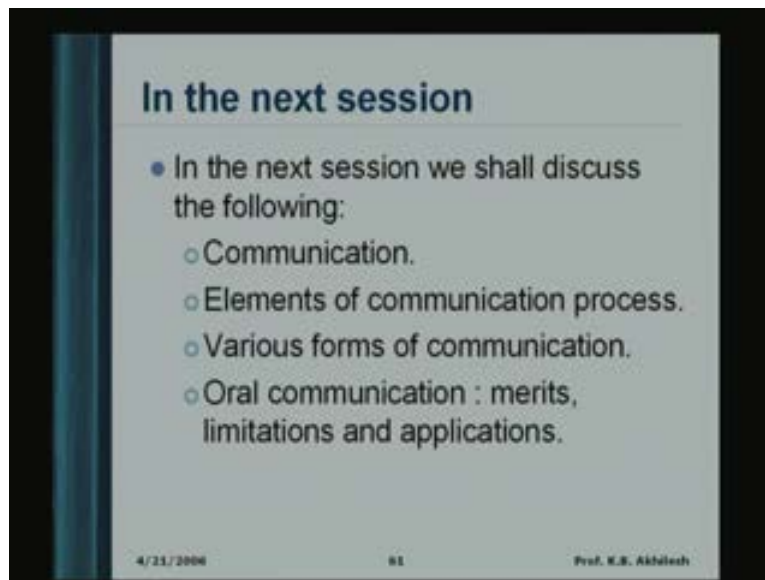 In the next session
In the next session we shall discuss
the following:
Communication.
Elements of communication process.
Various forms of communication.
Oral communication : merits,
limitations and applications.
4/21/2006 61 Prof. K.B. Akhilesh